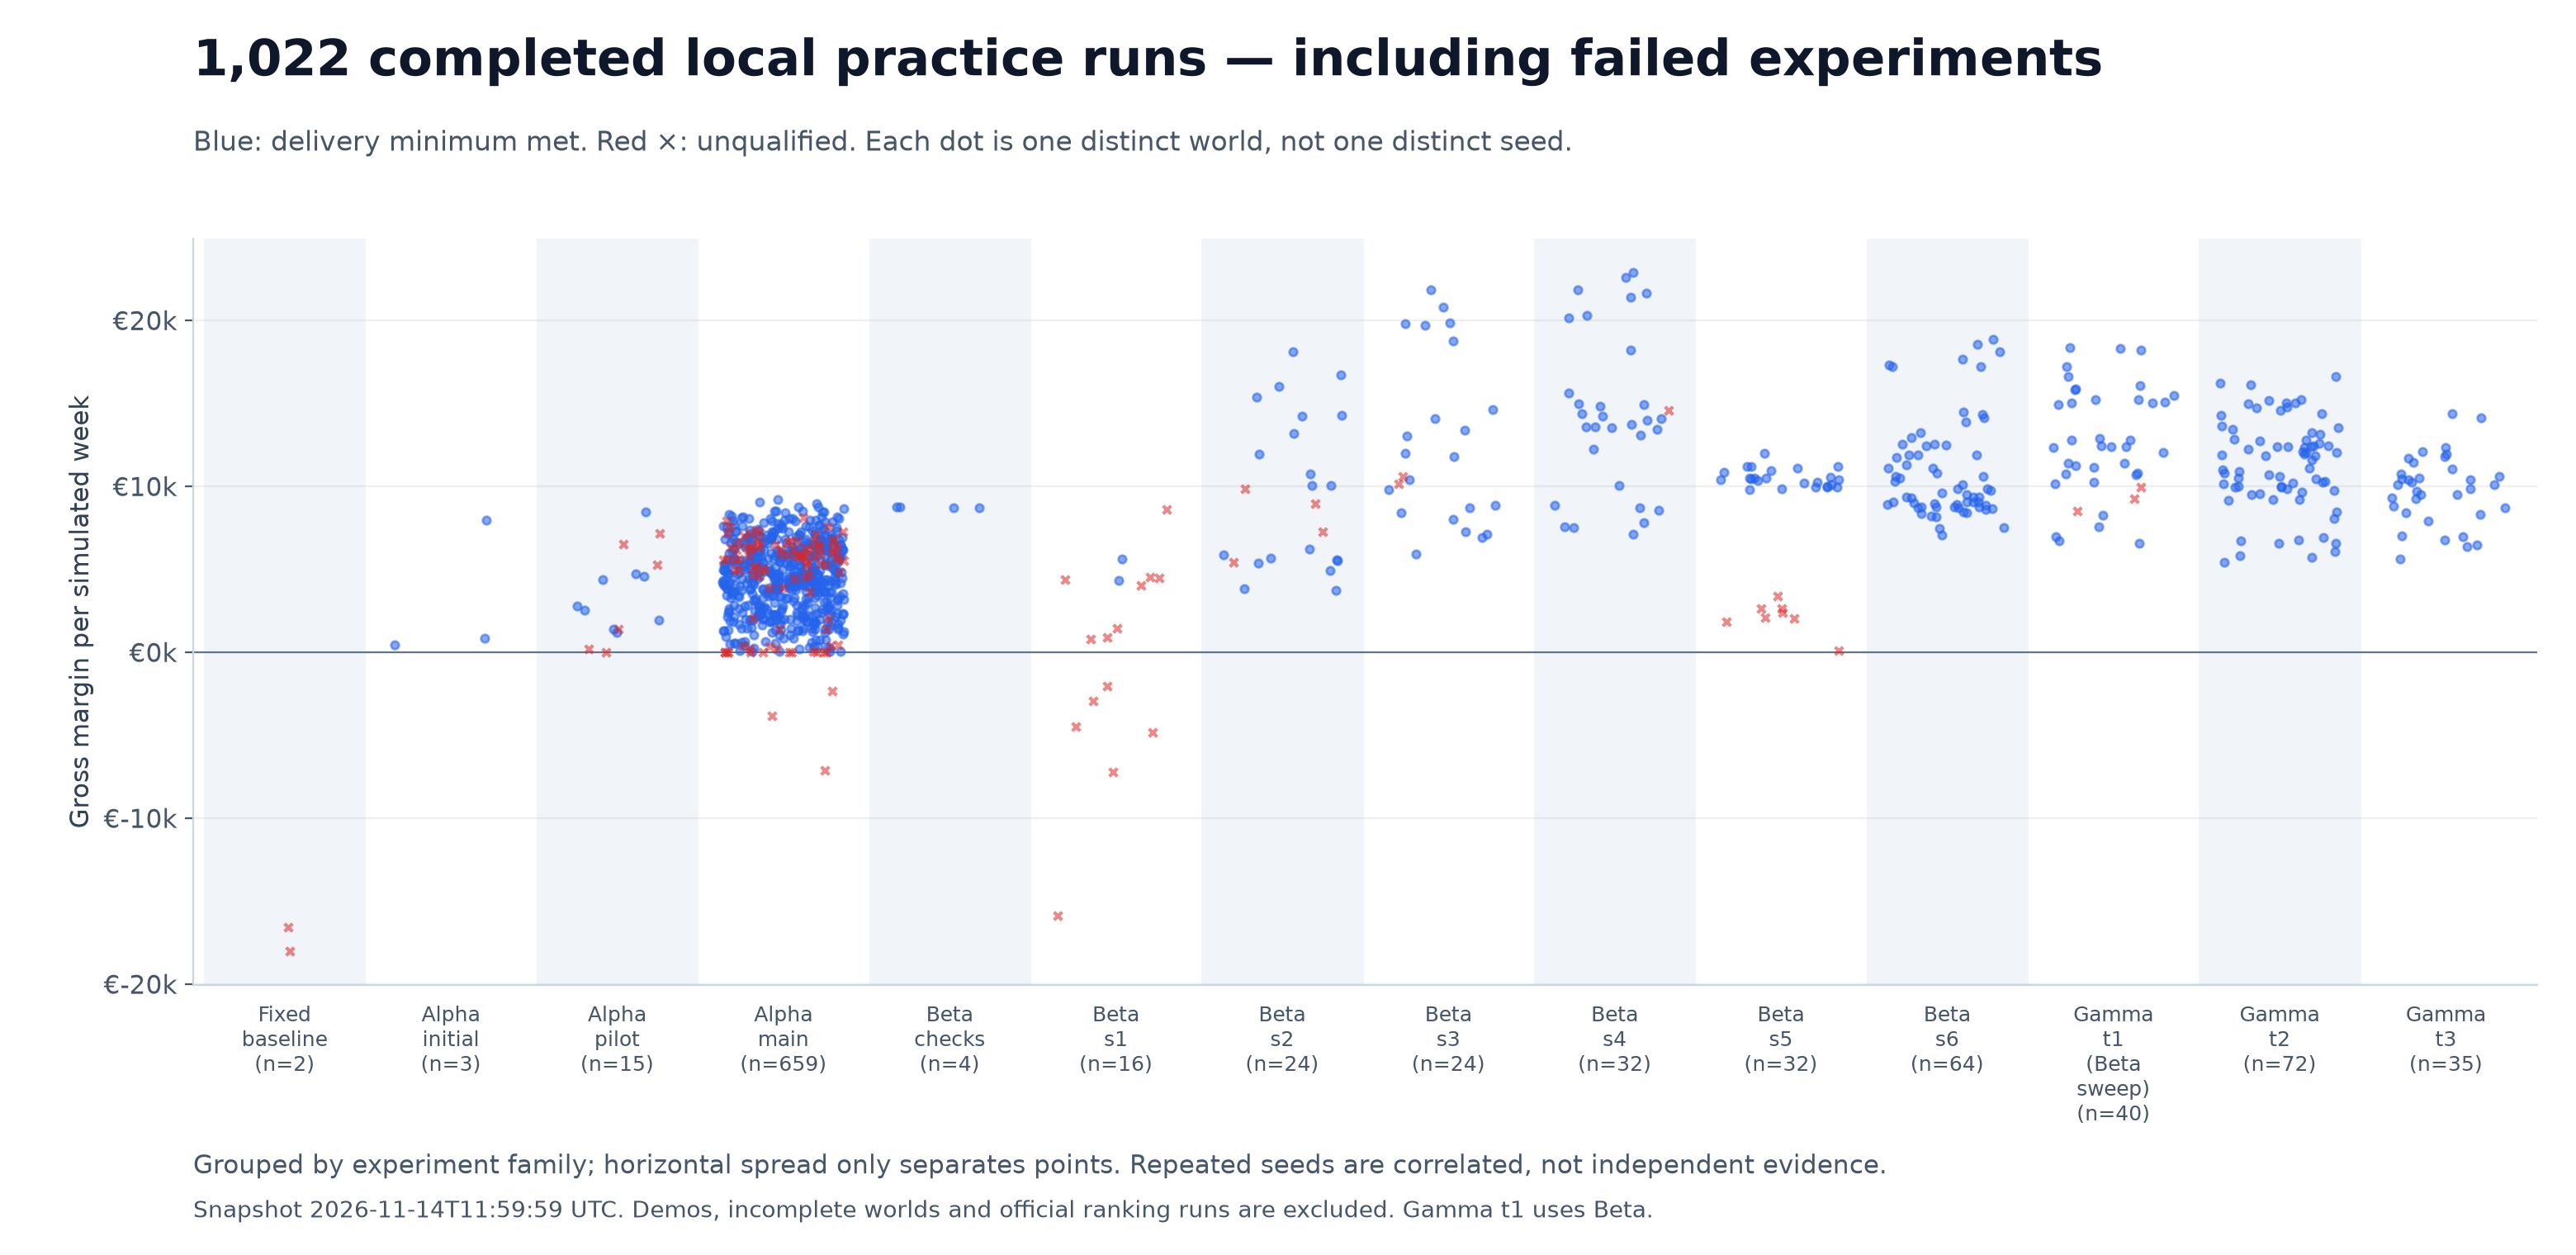 1,022 completed local practice runs — including failed experiments
Blue: delivery minimum met. Red ×: unqualified. Each dot is one distinct world, not one distinct seed.
Gross margin per simulated week
€20k
€10k
€0k
€-10k
€-20k
Fixed
baseline
(n=2)
Alpha
initial
(n=3)
Alpha
pilot
(n=15)
Alpha
main
(n=659)
Beta
checks
(n=4)
Beta
s1
(n=16)
Beta
s2
(n=24)
Beta
s3
(n=24)
Beta
s4
(n=32)
Beta
s5
(n=32)
Beta
s6
(n=64)
Gamma
t1
(Beta
sweep)
(n=40)
Gamma
t2
(n=72)
Gamma
t3
(n=35)
Grouped by experiment family; horizontal spread only separates points. Repeated seeds are correlated, not independent evidence.
Snapshot 2026-11-14T11:59:59 UTC. Demos, incomplete worlds and official ranking runs are excluded. Gamma t1 uses Beta.